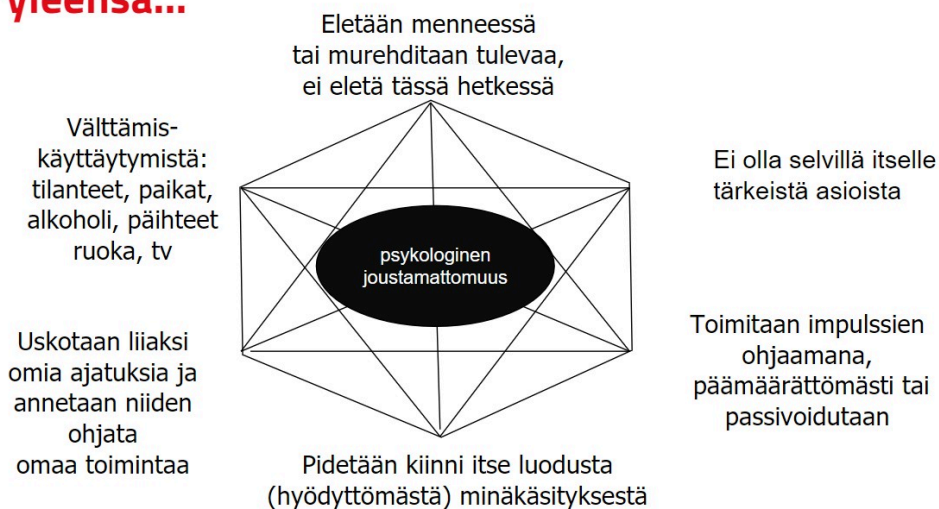 yleensä...
Eletään menneessä
tai murehditaan tulevaa,
ei eletä tässä hetkessä
Välttämis-
käyttäytymistä:
tilanteet, paikat,
alkoholi, päihteet
ruoka, tv
Ei olla selvillä itselle
tärkeistä asioista
psykologinen
joustamattomuus
Uskotaan liiaksi
omia ajatuksia ja
annetaan niiden
ohjata
omaa toimintaa
Toimitaan impulssien
ohjaamana,
päämäärättömästi tai
passivoidutaan
Pidetään kiinni itse luodusta
(hyödyttömästä) minäkäsityksestä